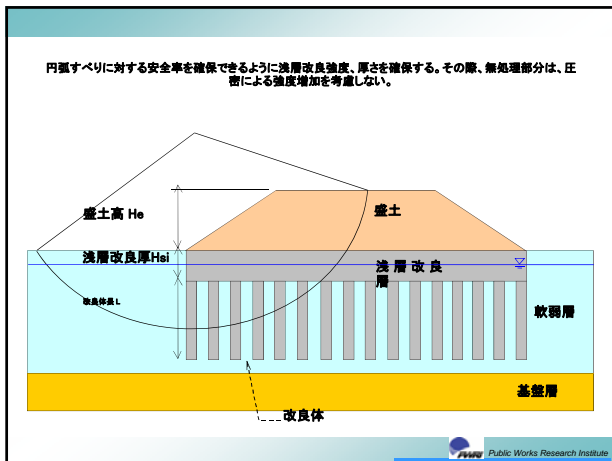 円弧すべりに対する安全率を確保できるように浅層改良強度、厚さを確保する。その際、無処理部分は、圧
密による強度増加を考慮しない。
盛土高 He
盛土
浅層改良厚Hsi
浅 層 改 良
層
改良体長 L
軟弱層
基盤層
改良体
PWRI
Public Works Research Institute